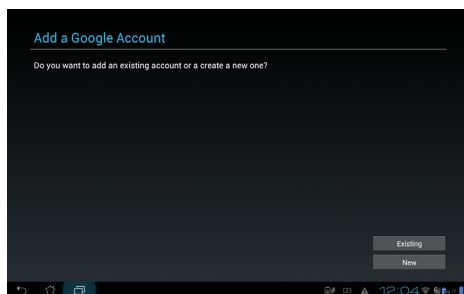 Add a Google Account
Do you want to add an existing account or a create a new one?
Existing
New
12:04